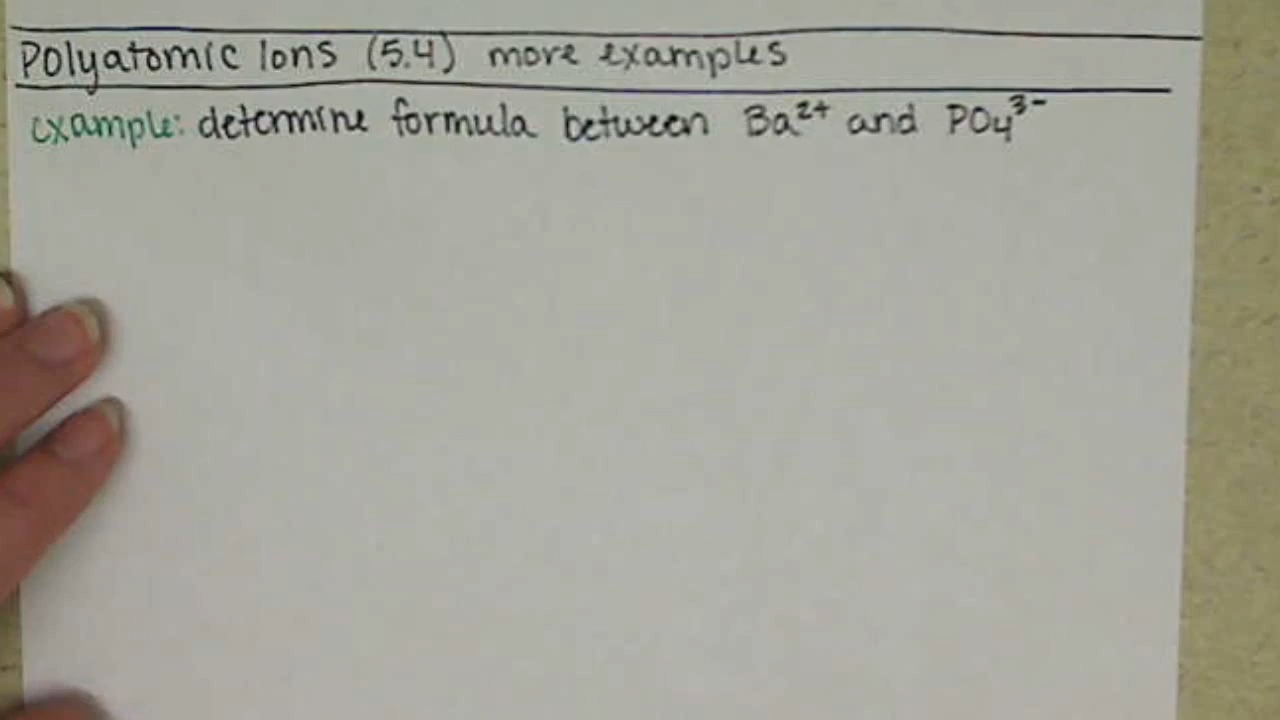 Polyatomic Ions (5.4) more examples
example: determine formula between Ba²⁺ and PO₄³⁻